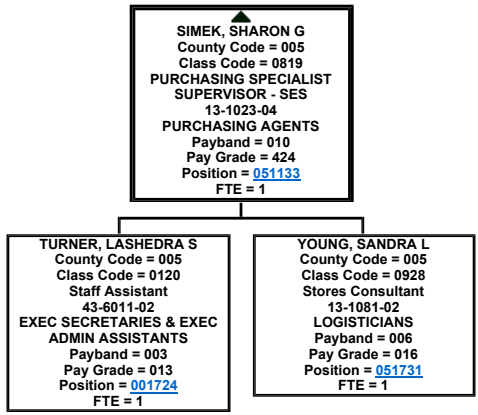 SIMEK, SHARON G
County Code = 005
Class Code = 0819
PURCHASING SPECIALIST
SUPERVISOR - SES
13-1023-04
PURCHASING AGENTS
Payband = 010
Pay Grade = 424
Position = 051133
FTE = 1
TURNER, LASHEDRA S
County Code = 005
Class Code = 0120
Staff Assistant
43-6011-02
EXEC SECRETARIES & EXEC
ADMIN ASSISTANTS
Payband = 003
Pay Grade = 013
Position = 001724
FTE = 1
YOUNG, SANDRA L
County Code = 005
Class Code = 0928
Stores Consultant
13-1081-02
LOGISTICIANS
Payband = 006
Pay Grade = 016
Position = 051731
FTE = 1